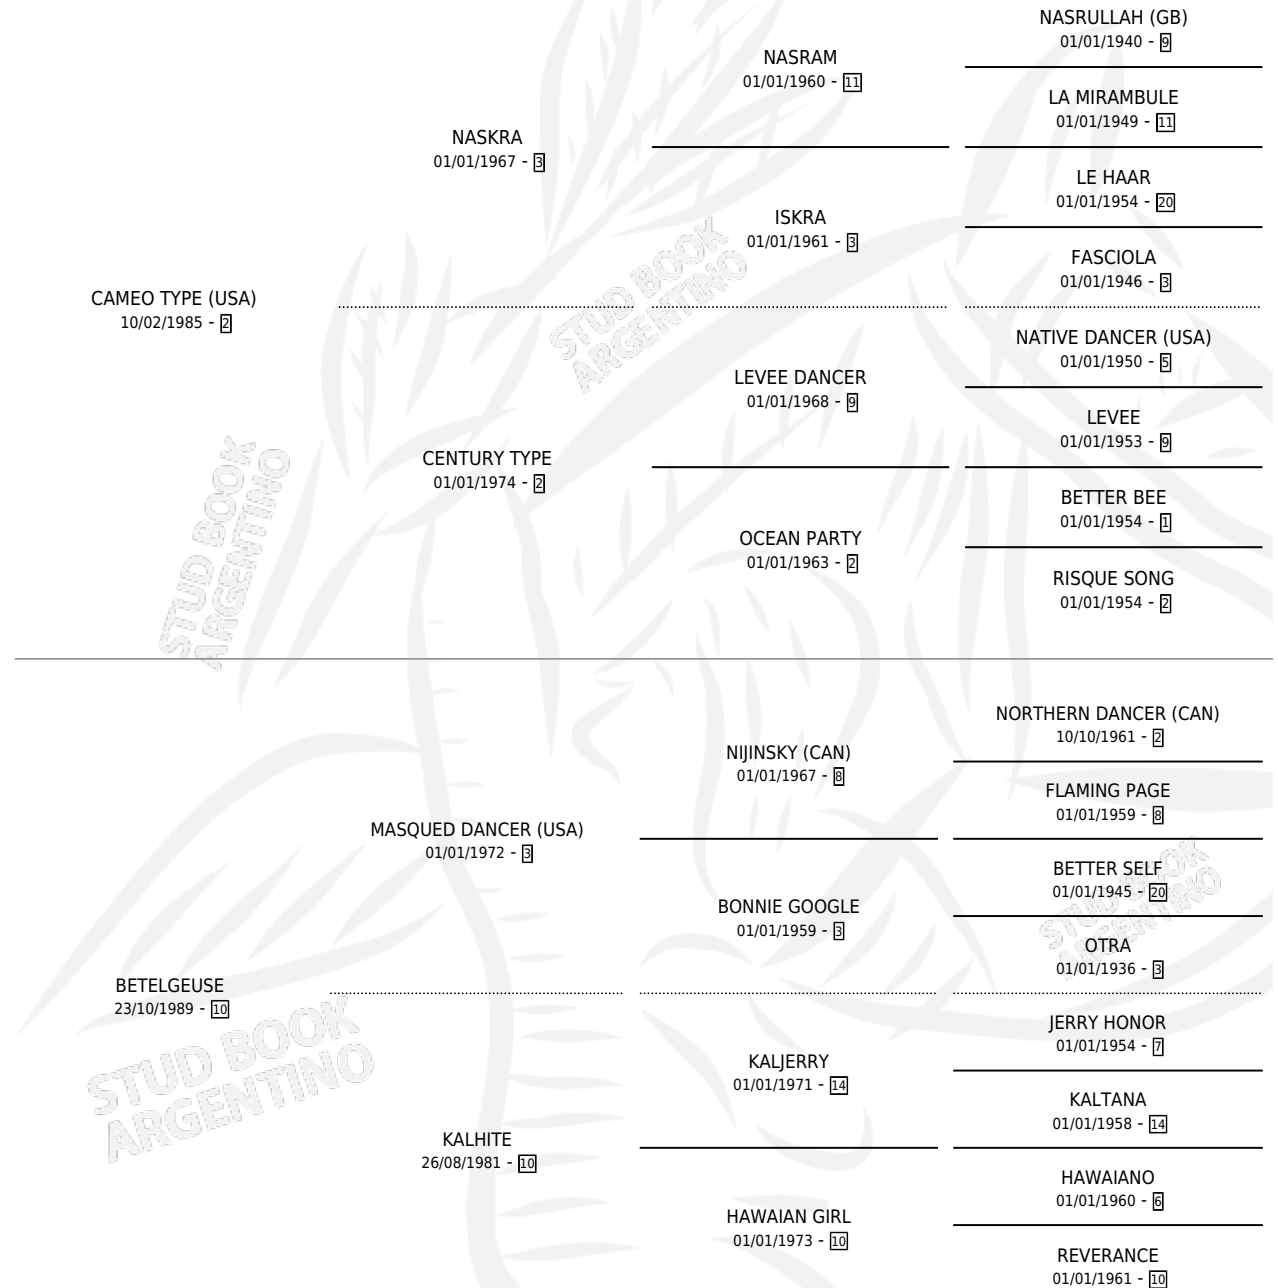 NASRULLAH (GB)
01/01/1940 - 9
NASRAM
01/01/1960 - 11
LA MIRAMBULE
01/01/1949 - 11
NASKRA
01/01/1967 - 3
LE HAAR
01/01/1954 - 20
ISKRA
01/01/1961 - 3
FASCIOLA
01/01/1946 - 3
CAMEO TYPE (USA)
10/02/1985 - 2
NATIVE DANCER (USA)
01/01/1950 - 5
LEVEE DANCER
01/01/1968 - 9
LEVEE
01/01/1953 - 9
CENTURY TYPE
01/01/1974 - 2
BETTER BEE
01/01/1954 - 1
OCEAN PARTY
01/01/1963 - 2
RISQUE SONG
01/01/1954 - 2
NORTHERN DANCER (CAN)
10/10/1961 - 2
NIJINSKY (CAN)
01/01/1967 - 8
FLAMING PAGE
01/01/1959 - 8
MASQUED DANCER (USA)
01/01/1972 - 3
BETTER SELF
01/01/1945 - 20
BONNIE GOOGLE
01/01/1959 - 3
OTRA
01/01/1936 - 3
BETELGEUSE
23/10/1989 - 10
JERRY HONOR
01/01/1954 - 7
KALJERRY
01/01/1971 - 14
KALTANA
01/01/1958 - 14
KALHITE
26/08/1981 - 10
HAWAIANO
01/01/1960 - 6
HAWAIAN GIRL
01/01/1973 - 10
REVERANCE
01/01/1961 - 10
STUD BOOK
ARGENTINO
STUD BOOK
ARGENTINO
STUD BOOK
ARGENTINO
STUD BOOK
ARGENTINO